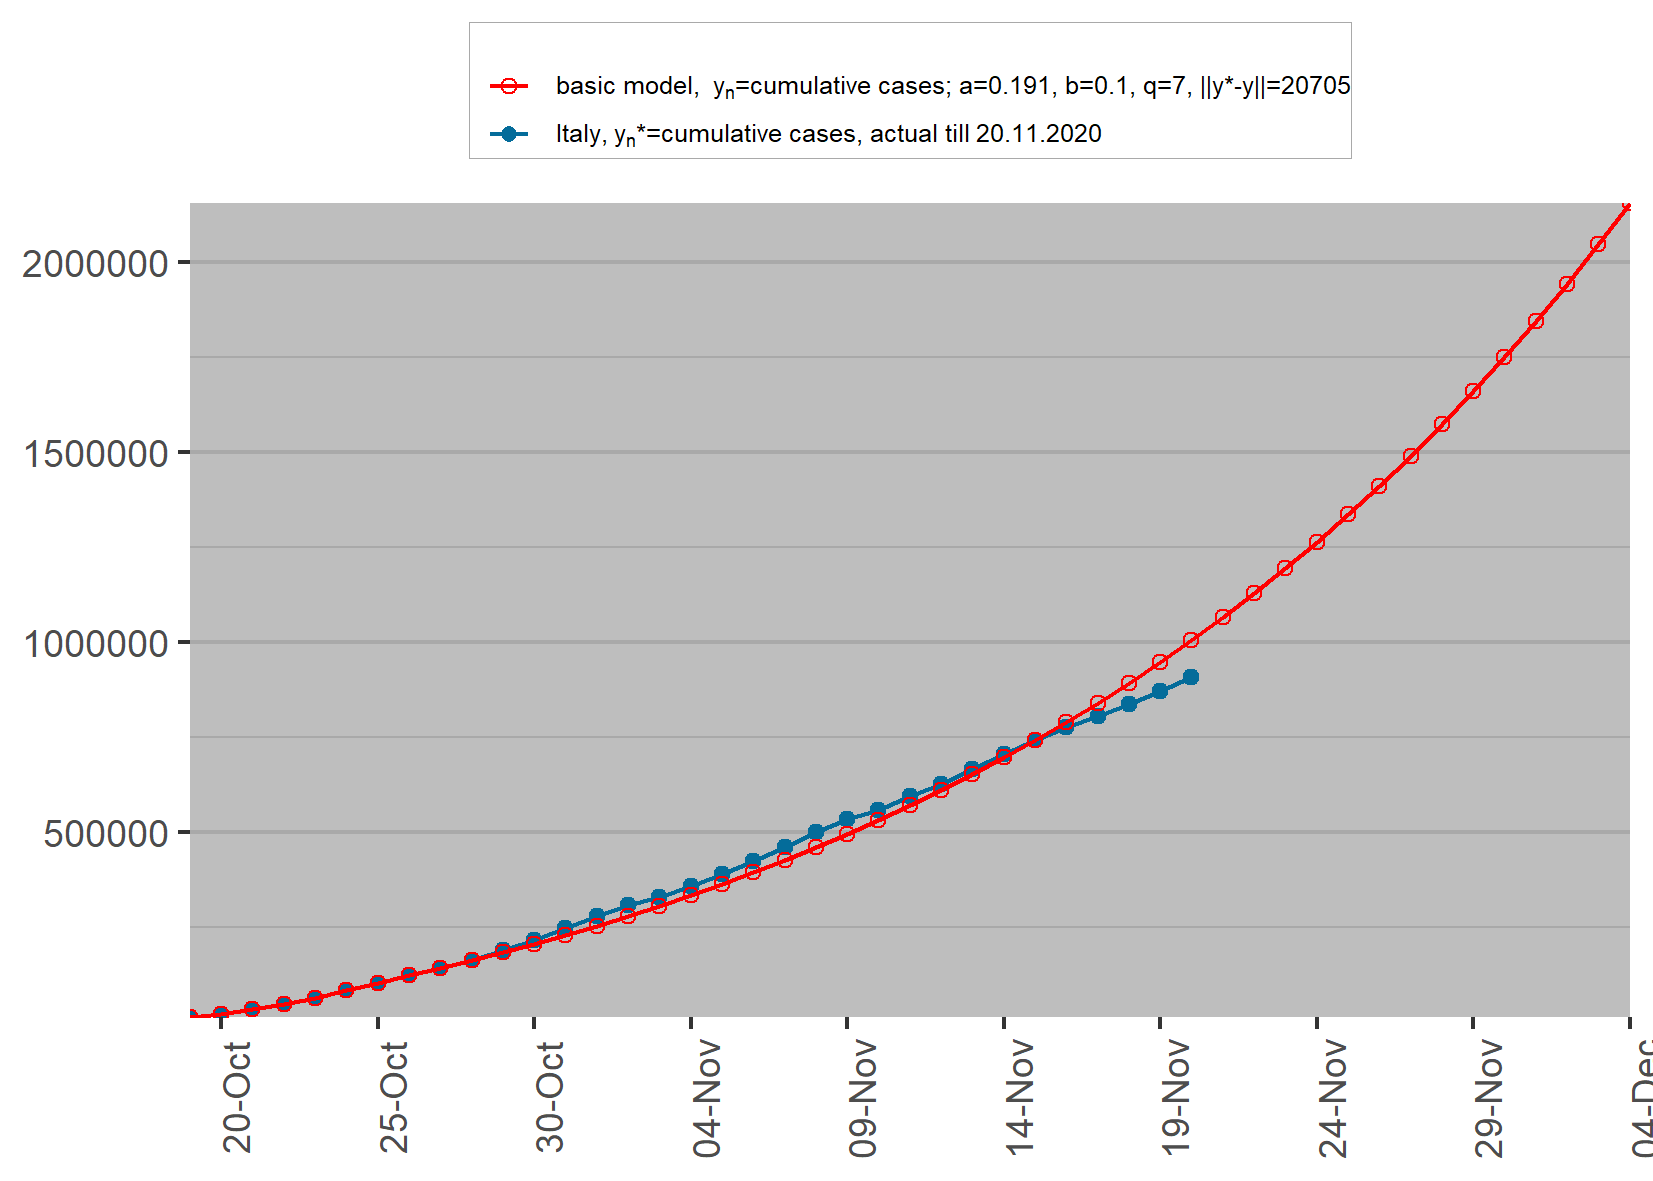 basic model,  yn=cumulative cases; a=0.191, b=0.1, q=7, ||y*-y||=20705
Italy, yn*=cumulative cases, actual till 20.11.2020
2000000
1500000
1000000
500000
20-Oct
25-Oct
30-Oct
04-Nov
09-Nov
14-Nov
19-Nov
24-Nov
29-Nov
04-Dec